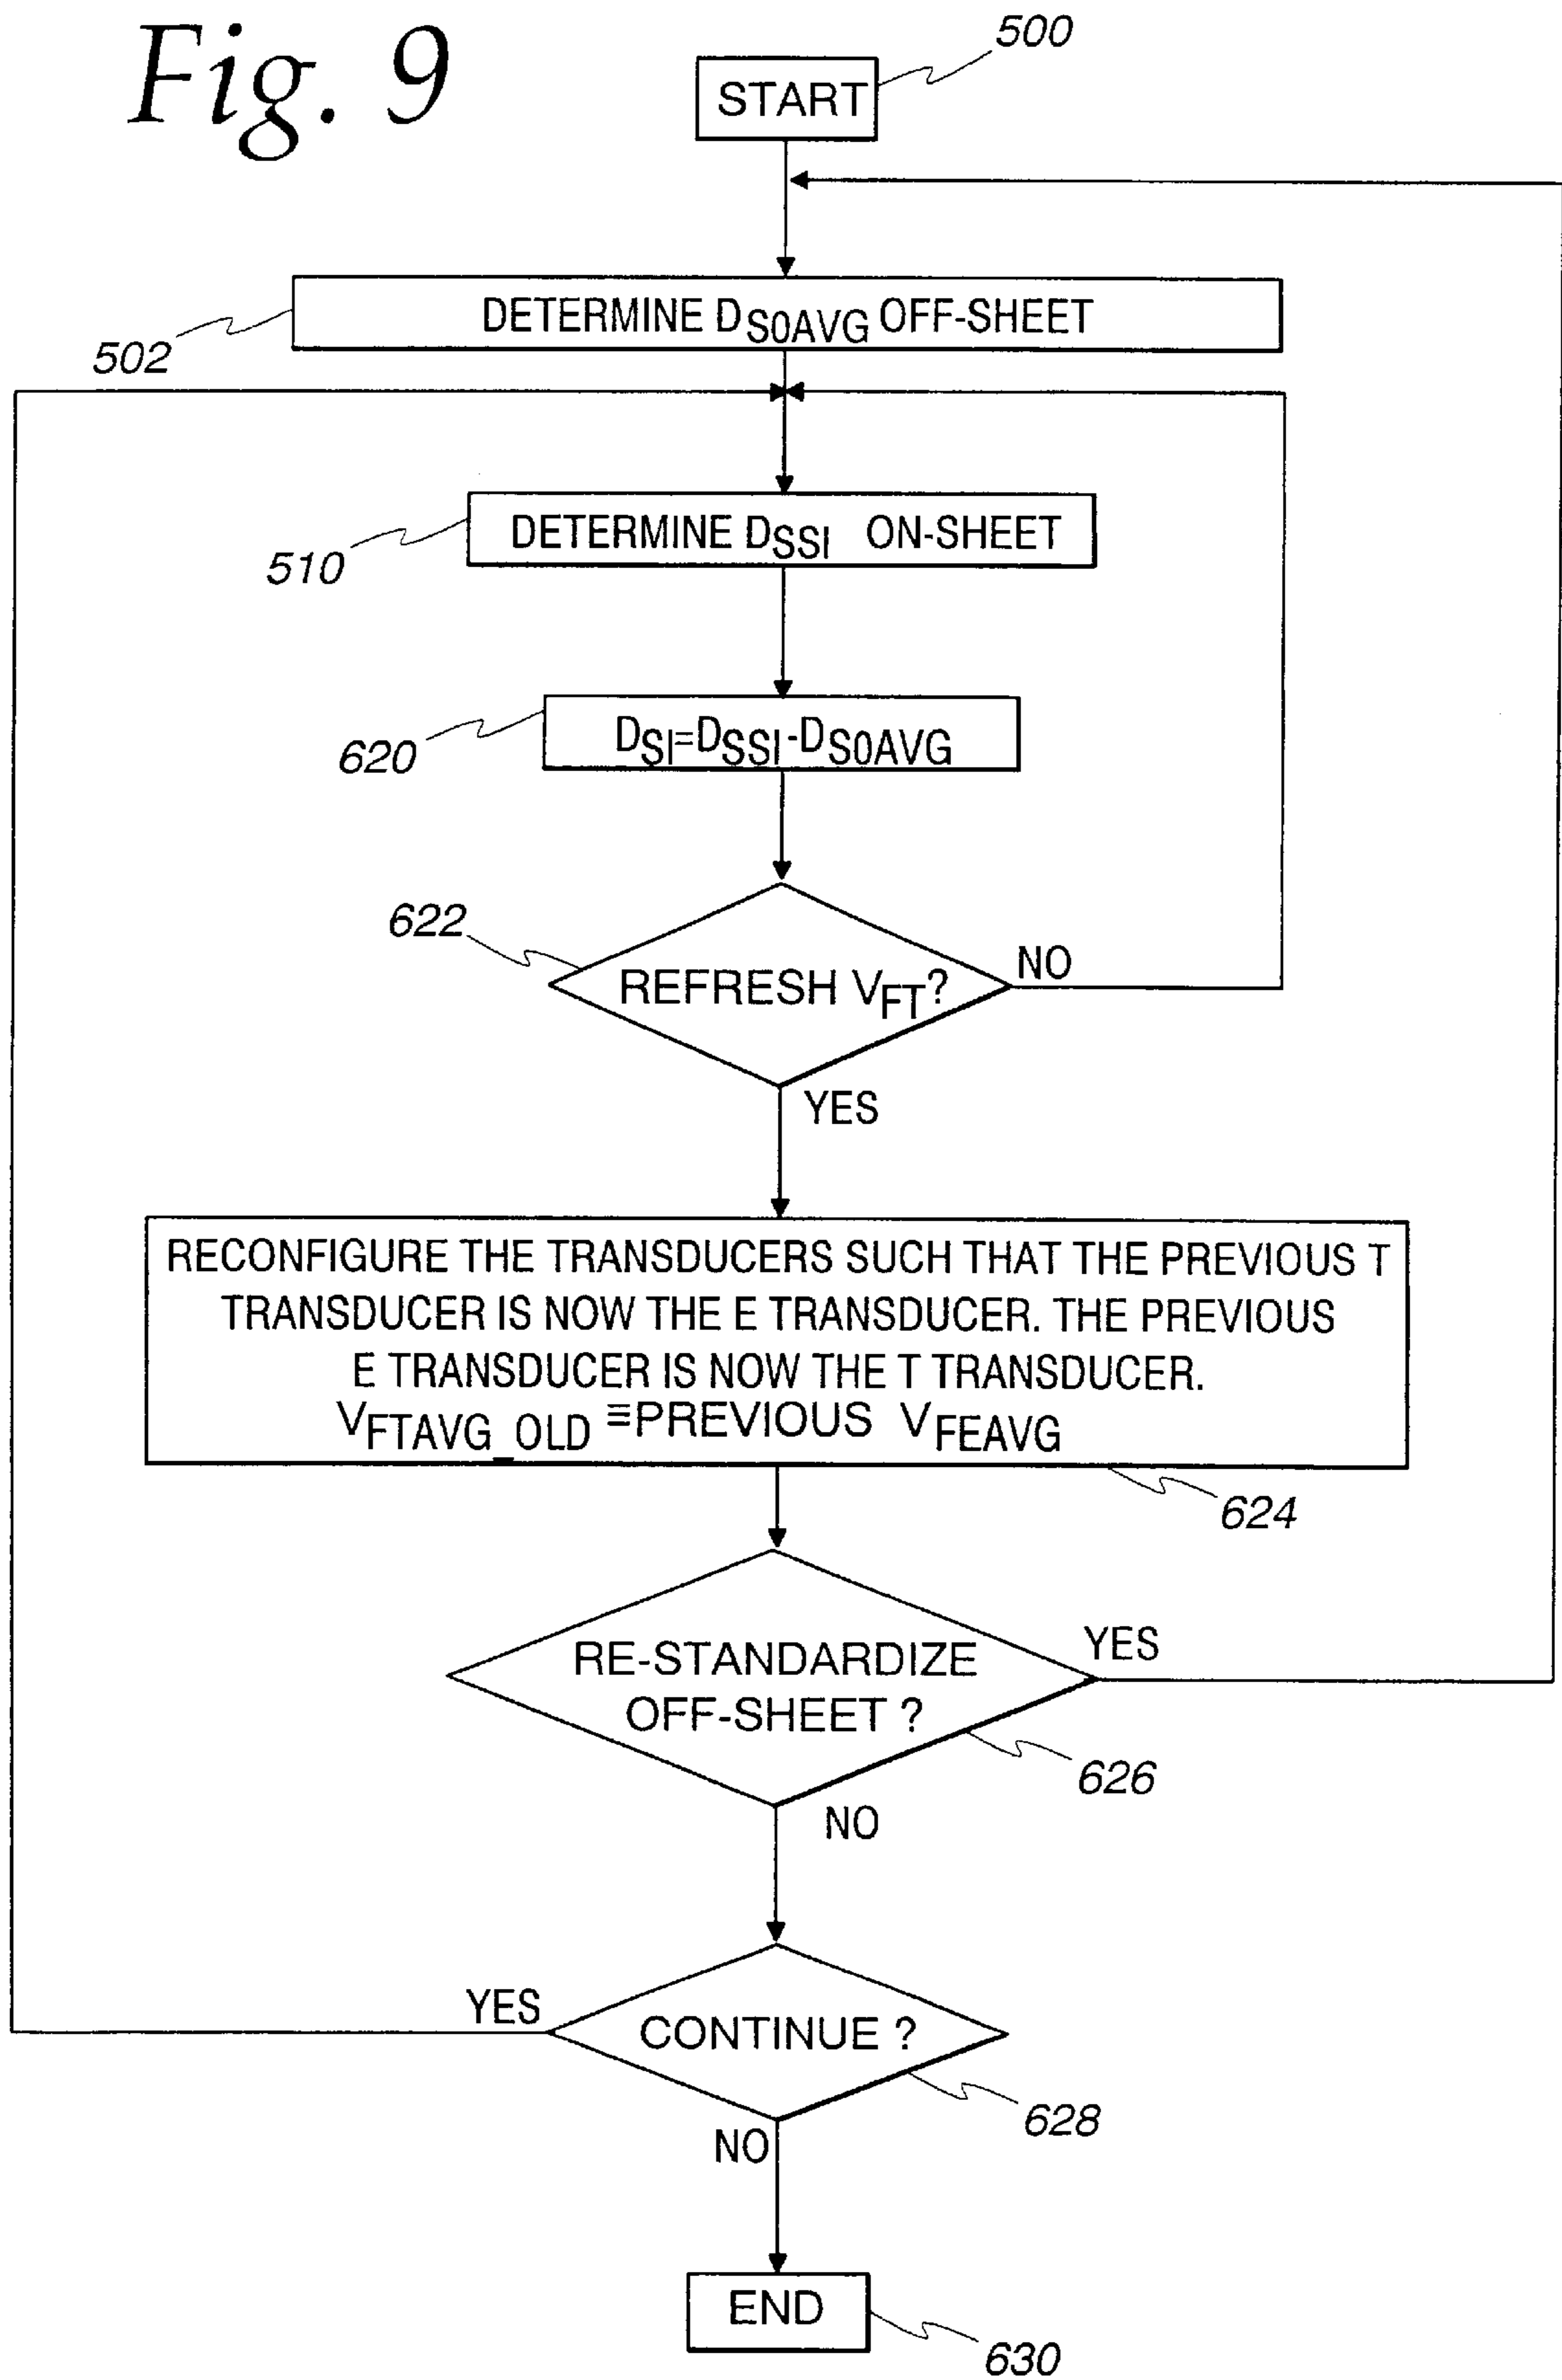 Fig. 9
500
START
DETERMINE DS0AVG OFF-SHEET
502
DETERMINE DSSI ON-SHEET
510
DSI=DSSI-DS0AVG
620
622
REFRESH VFT?
NO
YES
RECONFIGURE THE TRANSDUCERS SUCH THAT THE PREVIOUS T
TRANSDUCER IS NOW THE E TRANSDUCER. THE PREVIOUS
E TRANSDUCER IS NOW THE T TRANSDUCER.
VFTAVG_OLD ≡PREVIOUS VFEAVG
624
RE-STANDARDIZE
OFF-SHEET ?
YES
626
NO
YES
CONTINUE ?
628
NO
END
630